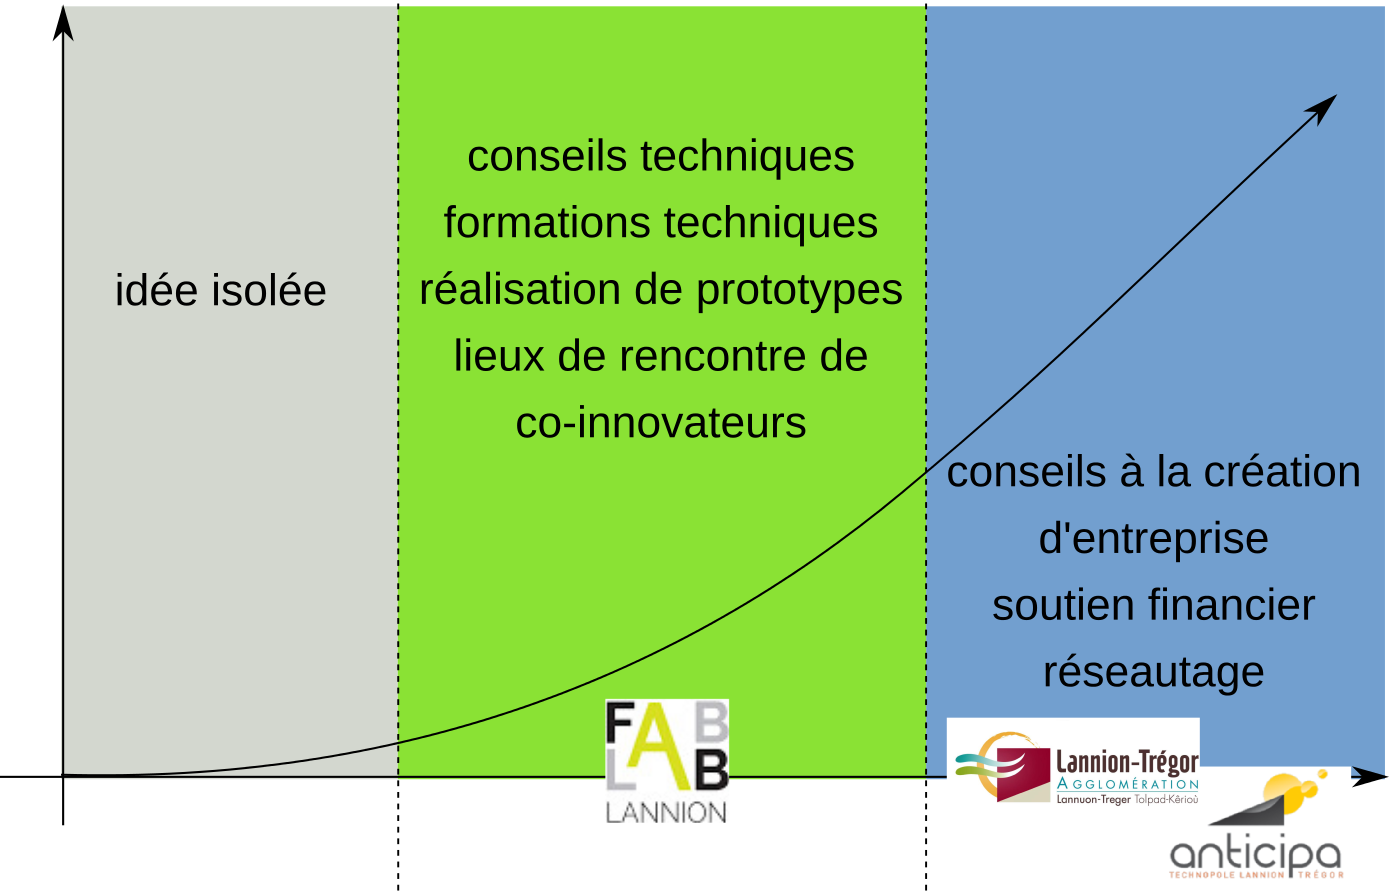 idée isolée
conseils techniques
formations techniques
réalisation de prototypes
lieux de rencontre de
co-innovateurs
conseils à la création
d'entreprise
soutien financier
réseautage
FAB B
LAB
LANNION
Lannion-Trégor
AGGLOMÉRATION
Lannuon-Treger Tolpad-Kêrioù
anticipa
TECHNOPOLE LANNION TRÉGOR